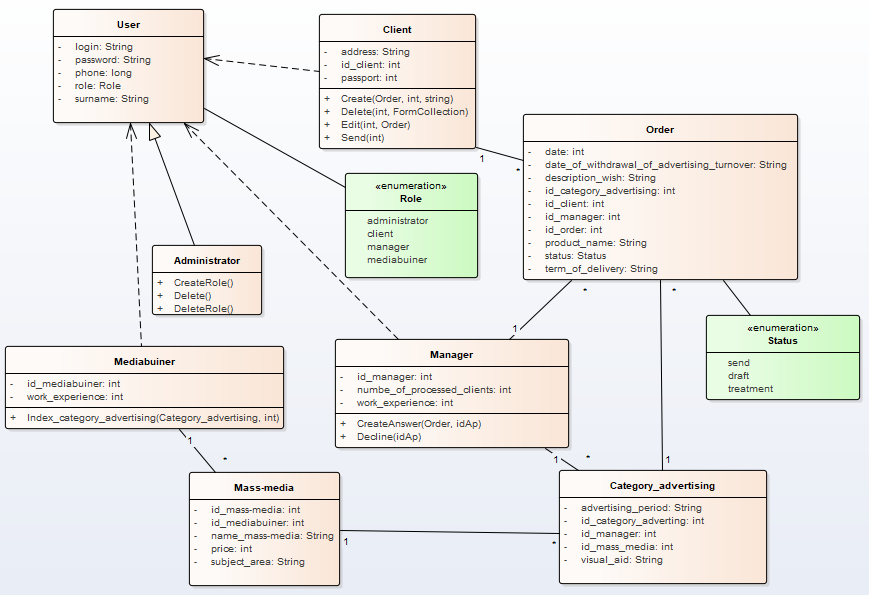 User
- login: String
- password: String
- phone: long
- role: Role
- surname: String
Client
- address: String
- id_client: int
- passport: int
+ Create(Order, int, string)
+ Delete(int, FormCollection)
+ Edit(int, Order)
+ Send(int)
1
*
Order
- date: int
- date_of_withdrawal_of_advertising_turnover: String
- description_wish: String
- id_category_advertising: int
- id_client: int
- id_manager: int
- id_order: int
- product_name: String
- status: Status
- term_of_delivery: String
«enumeration»
Role
administrator
client
manager
mediabuiner
Administrator
+ CreateRole()
+ Delete()
+ DeleteRole()
*
*
1
«enumeration»
Status
send
draft
treatment
Mediabuiner
- id_mediabuiner: int
- work_experience: int
+ Index_category_advertising(Category_advertising, int)
Manager
- id_manager: int
- numbe_of_processed_clients: int
- work_experience: int
+ CreateAnswer(Order, idAp)
+ Decline(idAp)
1
*
1
*
1
Mass-media
- id_mass-media: int
- id_mediabuiner: int
- name_mass-media: String
- price: int
- subject_area: String
1
*
Category_advertising
- advertising_period: String
- id_category_adverting: int
- id_manager: int
- id_mass_media: int
- visual_aid: String